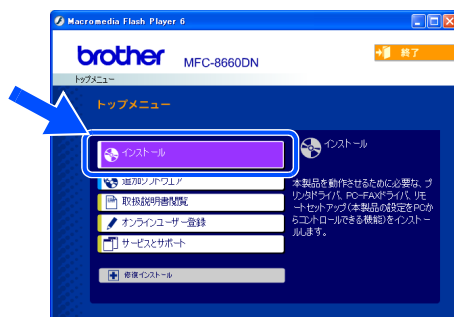 Macromedia Flash Player 6
brother MFC-8660DN
終了
トップメニュー
トップメニュー
インストール
追加ソフトウェア
取扱説明書閲覧
オンラインユーザー登録
サービスとサポート
修復インストール
インストール
本製品を動作させるために必要な、プ
リンタドライバ、PC-FAXドライバ、リモ
ートセットアップ(本製品の設定をPCか
らコントロールできる機能)をインストー
ルします。